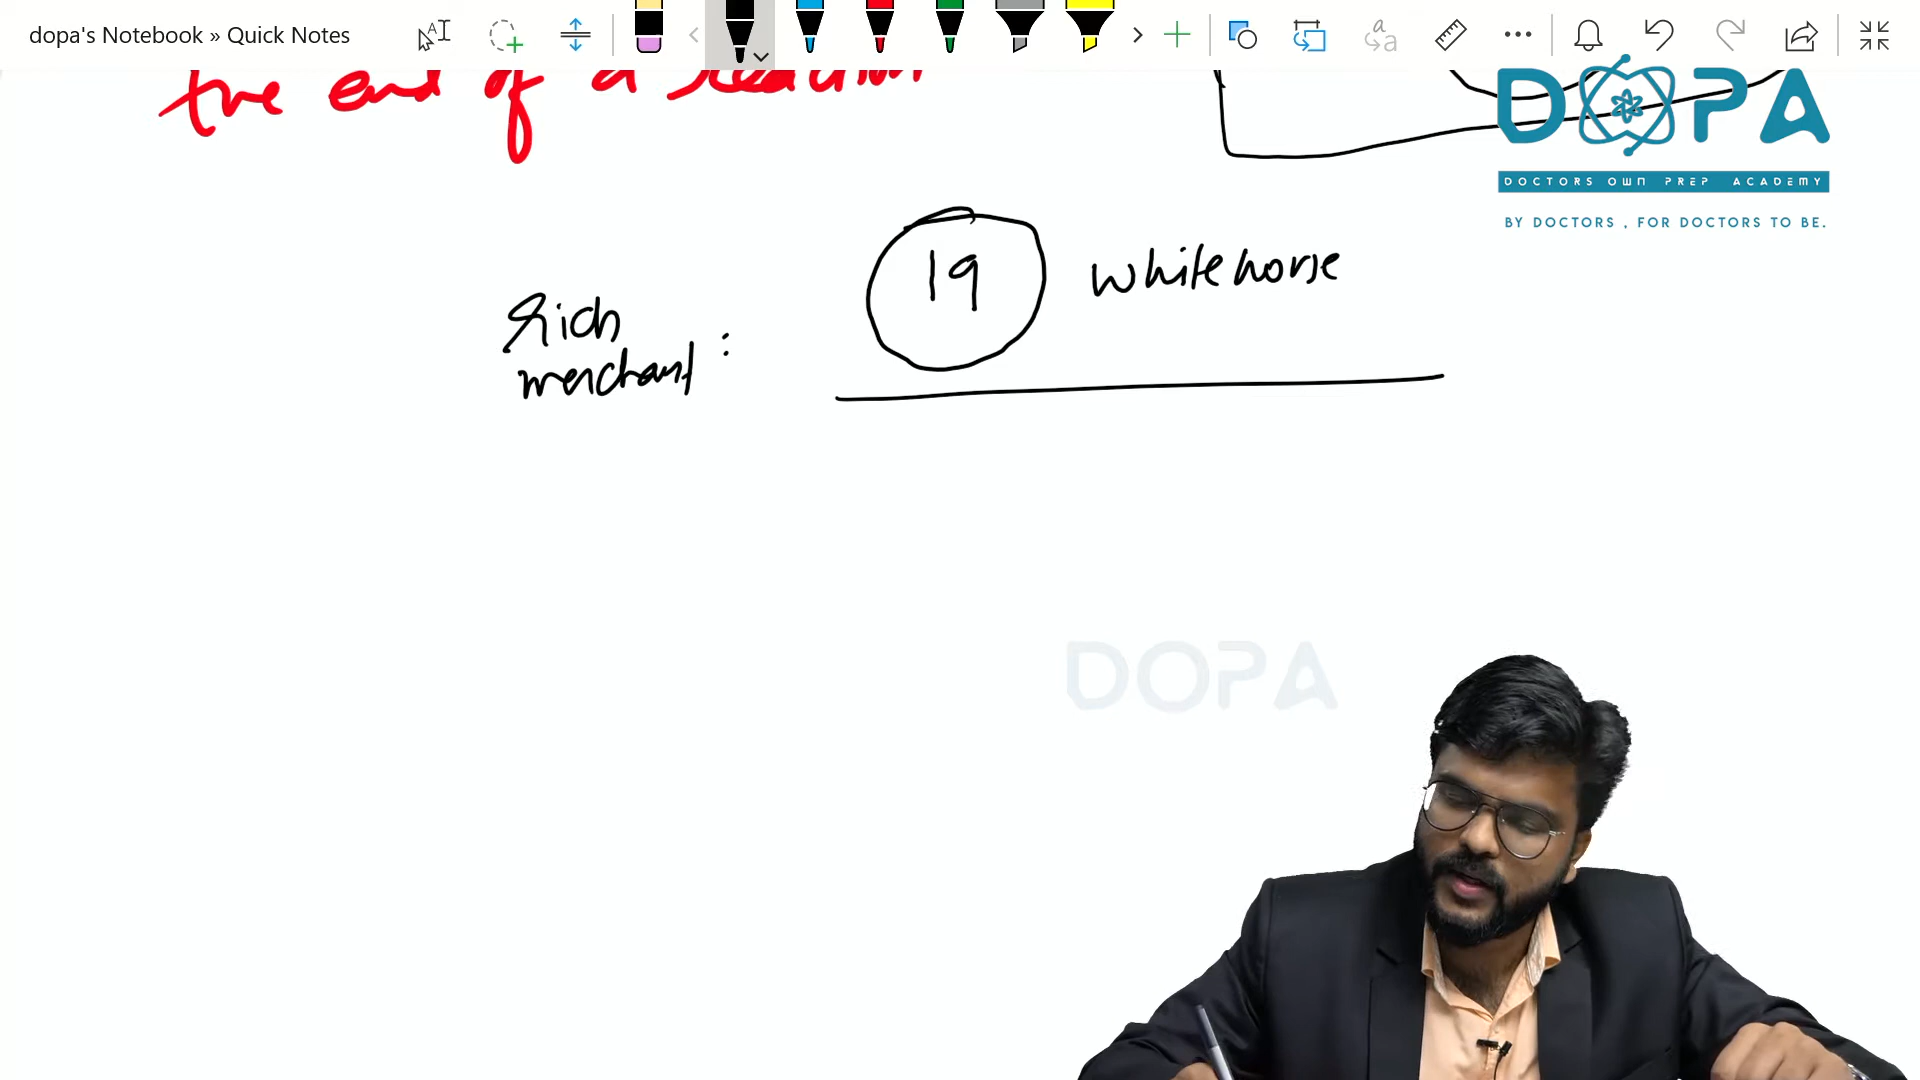 dopa's Notebook » Quick Notes
the end of a reaction
DOPA
DOCTORS OWN PREP ACADEMY
BY DOCTORS , FOR DOCTORS TO BE.
19 white horse
Rich
merchant :
DOPA